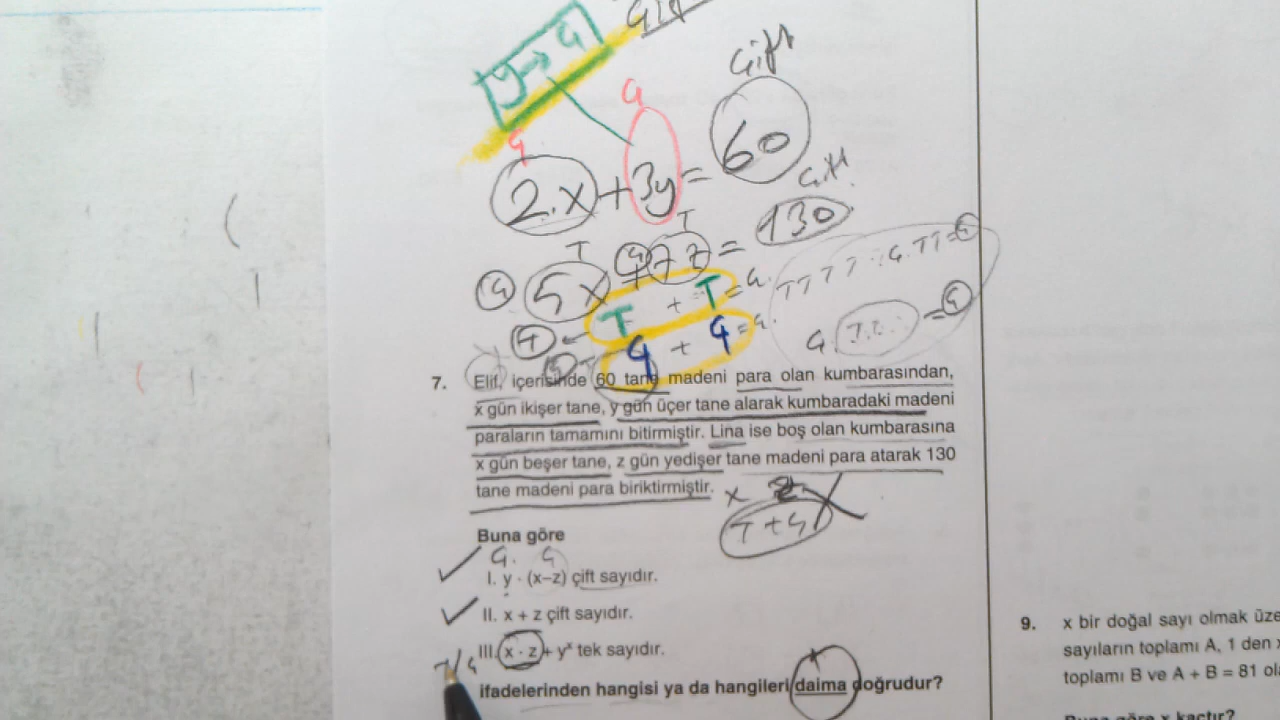 y → Ç
Ç
Ç
Çift
2.x + 3y = 60
Çift
T
T
5x + 7z = 130
T + T = Ç.
Ç + Ç = Ç.
7. Elif, içerisinde 60 tane madeni para olan kumbarasından,
x gün ikişer tane, y gün üçer tane alarak kumbaradaki madeni
paraların tamamını bitirmiştir. Lina ise boş olan kumbarasına
x gün beşer tane, z gün yedişer tane madeni para atarak 130
tane madeni para biriktirmiştir.
x z
T + Ç
Buna göre
Ç. Ç
I. y · (x–z) çift sayıdır.
II. x + z çift sayıdır.
III. (x · z) + yˣ tek sayıdır.
T/Ç
ifadelerinden hangisi ya da hangileri daima doğrudur?
9. x bir doğal sayı olmak üze
sayıların toplamı A, 1 den
toplamı B ve A + B = 81 ola
Buna göre x kaçtır?